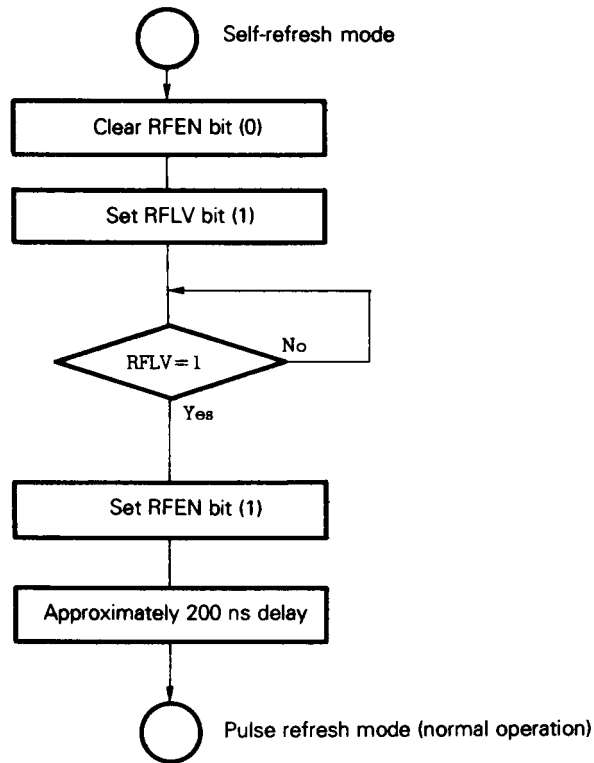 Self-refresh mode
Clear RFEN bit (0)
Set RFLV bit (1)
RFLV=1
No
Yes
Set RFEN bit (1)
Approximately 200 ns delay
Pulse refresh mode (normal operation)